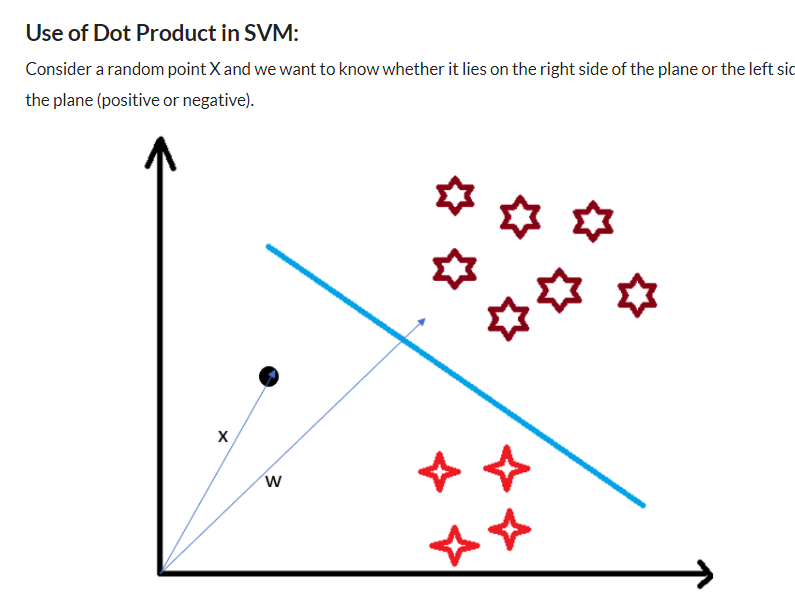 Use of Dot Product in SVM:
Consider a random point X and we want to know whether it lies on the right side of the plane or the left
the plane (positive or negative).
X
W